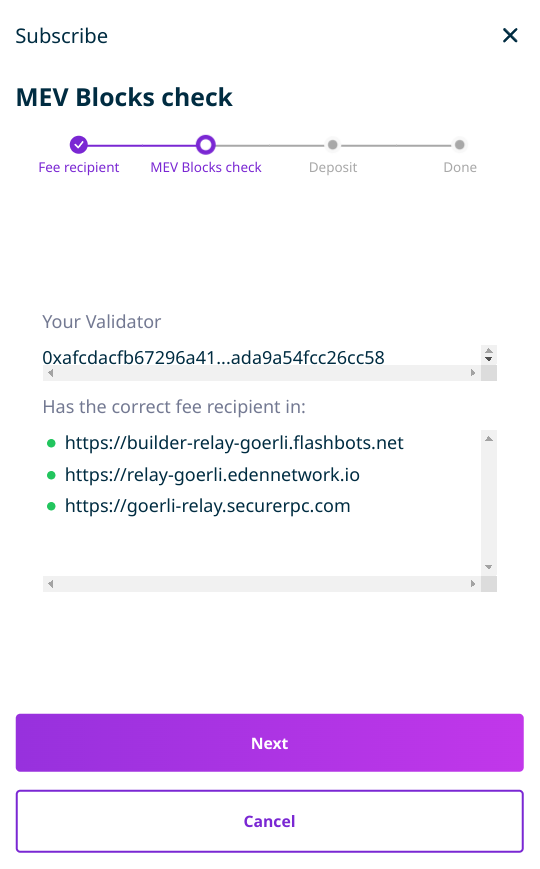 Subscribe
MEV Blocks check
Fee recipient
MEV Blocks check
Deposit
Done
Your Validator
0xafcdacfb67296a41...ada9a54fcc26cc58
Has the correct fee recipient in:
https://builder-relay-goerli.flashbots.net
https://relay-goerli.edennetwork.io
https://goerli-relay.securerpc.com
Next
Cancel